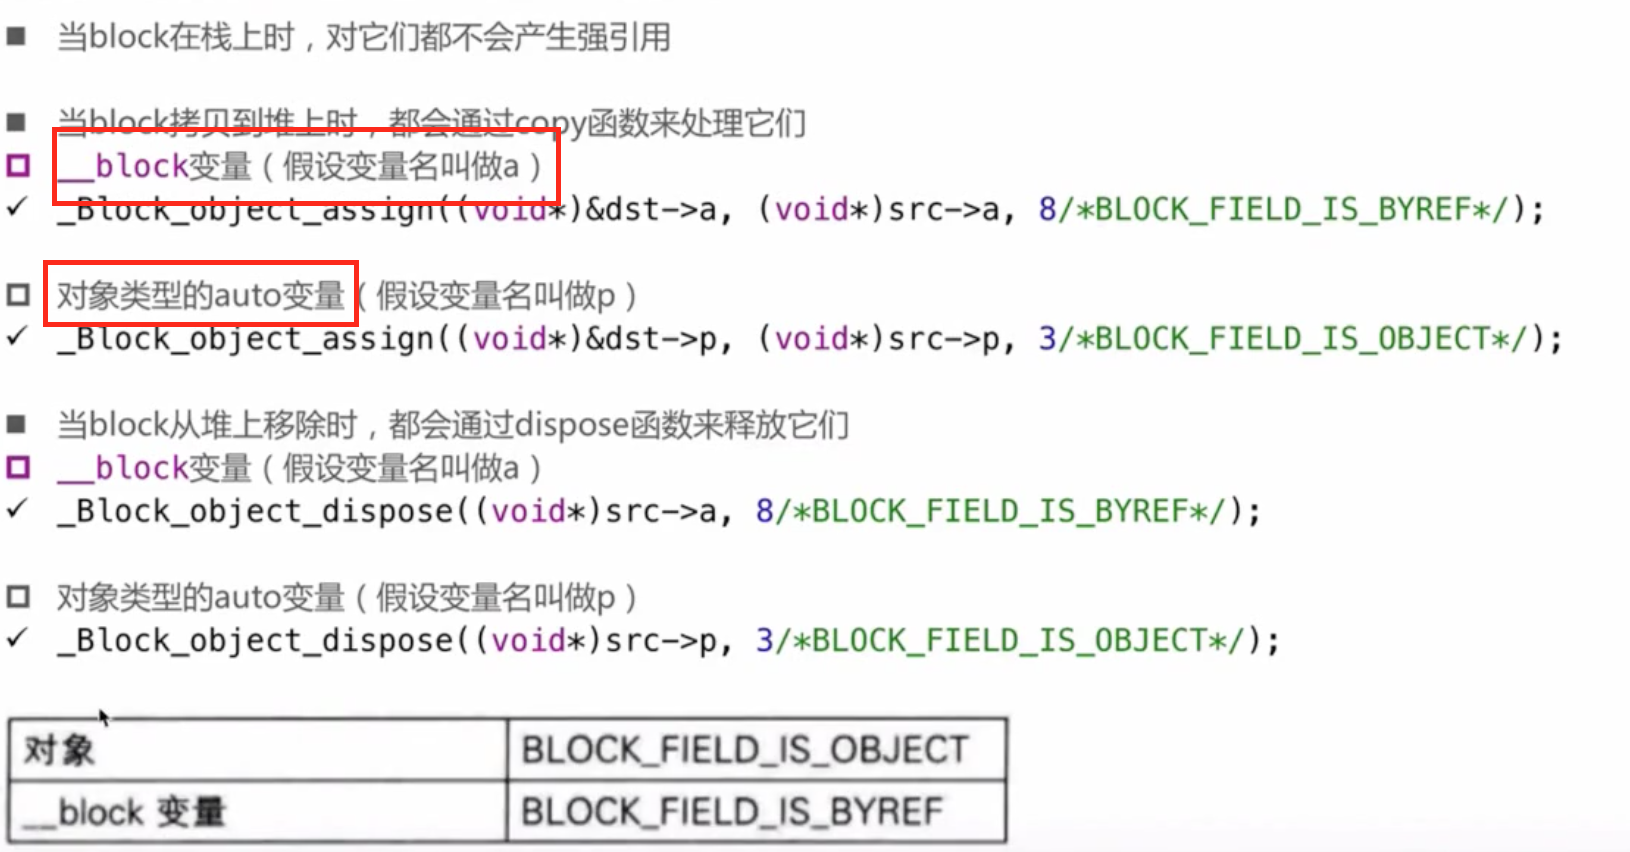 当block在栈上时，对它们都不会产生强引用
当block拷贝到堆上时，都会通过copy函数来处理它们
__block变量（假设变量名叫做a）
_Block_object_assign((void*)&dst->a, (void*)src->a, 8/*BLOCK_FIELD_IS_BYREF*/);
对象类型的auto变量（假设变量名叫做p）
_Block_object_assign((void*)&dst->p, (void*)src->p, 3/*BLOCK_FIELD_IS_OBJECT*/);
当block从堆上移除时，都会通过dispose函数来释放它们
__block变量（假设变量名叫做a）
_Block_object_dispose((void*)src->a, 8/*BLOCK_FIELD_IS_BYREF*/);
对象类型的auto变量（假设变量名叫做p）
_Block_object_dispose((void*)src->p, 3/*BLOCK_FIELD_IS_OBJECT*/);
对象 BLOCK_FIELD_IS_OBJECT
__block 变量 BLOCK_FIELD_IS_BYREF